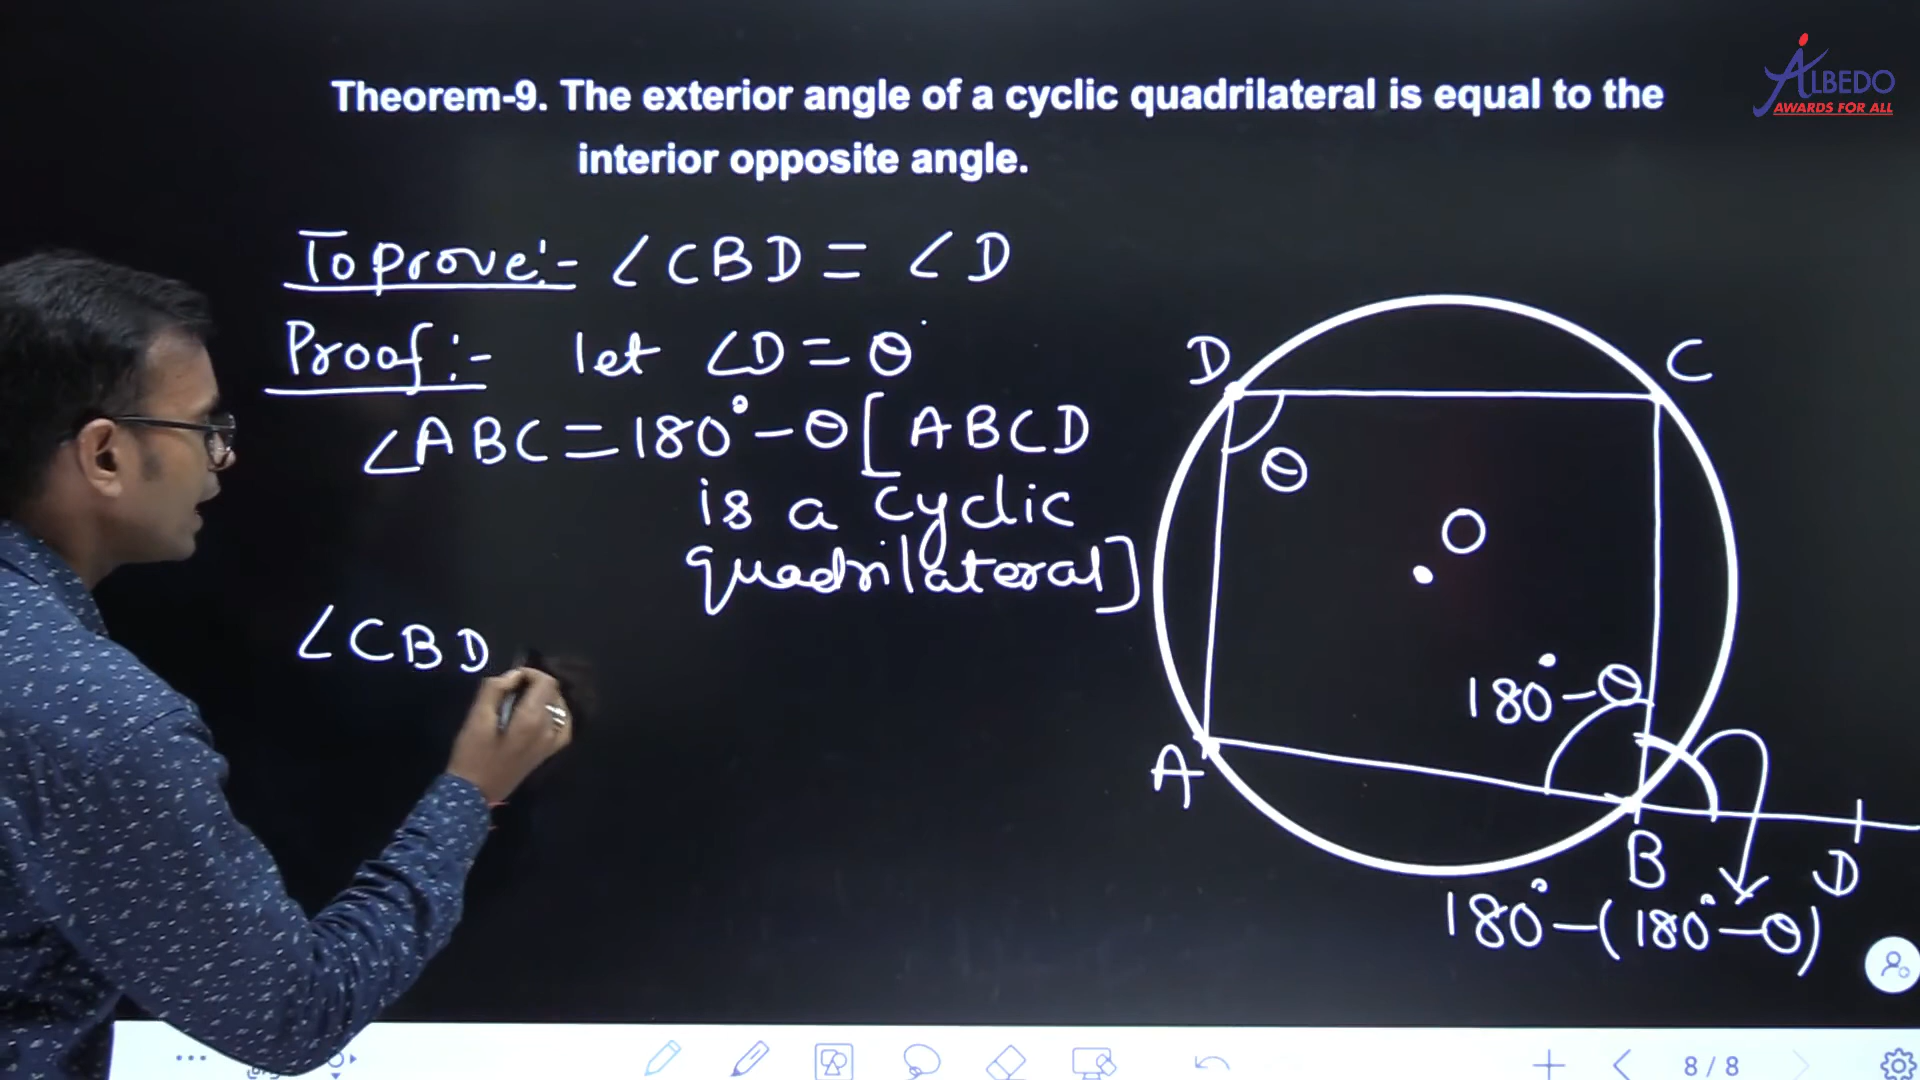 ALBEDO
AWARDS FOR ALL
Theorem-9. The exterior angle of a cyclic quadrilateral is equal to the
interior opposite angle.
To prove:- ∠CBD = ∠D
Proof:- let ∠D = θ
∠ABC = 180° - θ [ABCD
is a cyclic
quadrilateral]
∠CBD
D
C
θ
O
180° - θ
A
B
D
180° - (180° - θ)
8 / 8